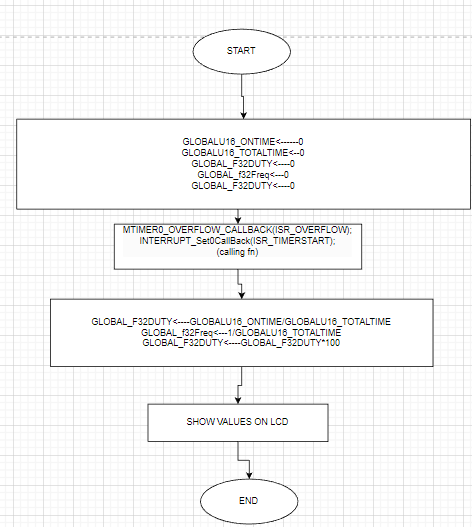 START
GLOBALU16_ONTIME<------0
GLOBALU16_TOTALTIME<--0
GLOBAL_F32DUTY<----0
GLOBAL_f32Freq<---0
GLOBAL_F32DUTY<----0
MTIMER0_OVERFLOW_CALLBACK(ISR_OVERFLOW);
INTERRUPT_Set0CallBack(ISR_TIMERSTART);
(calling fn)
GLOBAL_F32DUTY<----GLOBALU16_ONTIME/GLOBALU16_TOTALTIME
GLOBAL_f32Freq<---1/GLOBALU16_TOTALTIME
GLOBAL_F32DUTY<----GLOBAL_F32DUTY*100
SHOW VALUES ON LCD
END